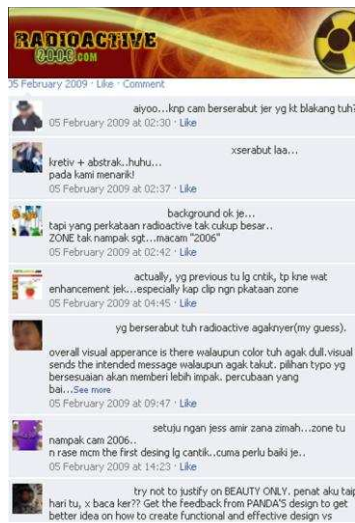 RADIOACTIVE
ZONE.COM
05 February 2009 · Like · Comment
aiyoo...knp cam berserabut jer yg kt blakang tuh?
05 February 2009 at 02:30 · Like
xserabut laa...
kretiv + abstrak..huhu...
pada kami menarik!
05 February 2009 at 02:37 · Like
background ok je...
tapi yang perkataan radioactive tak cukup besar..
ZONE tak nampak sgt...macam "2006"
05 February 2009 at 02:42 · Like
actually, yg previous tu lg cntik, tp kne wat
enhancement jek...especially kap clip ngn pkataan zone
05 February 2009 at 04:45 · Like
yg berserabut tuh radioactive agaknyer(my guess).
overall visual apperance is there walaupun color tuh agak dull.visual
sends the intended message walaupun agak takut. pilihan typo yg
bersesuaian akan memberi lebih impak. percubaan yang
bai...See more
05 February 2009 at 09:47 · Like
setuju ngan jess amir zana zimah...zone tu
nampak cam 2006..
n rase mcm the first desing lg cantik..cuma perlu baiki je..
05 February 2009 at 14:23 · Like
try not to justify on BEAUTY ONLY. penat aku taip
hari tu, x baca ker?? Get the feedback from PANDA'S design to get
better idea on how to create functional and effective design vs